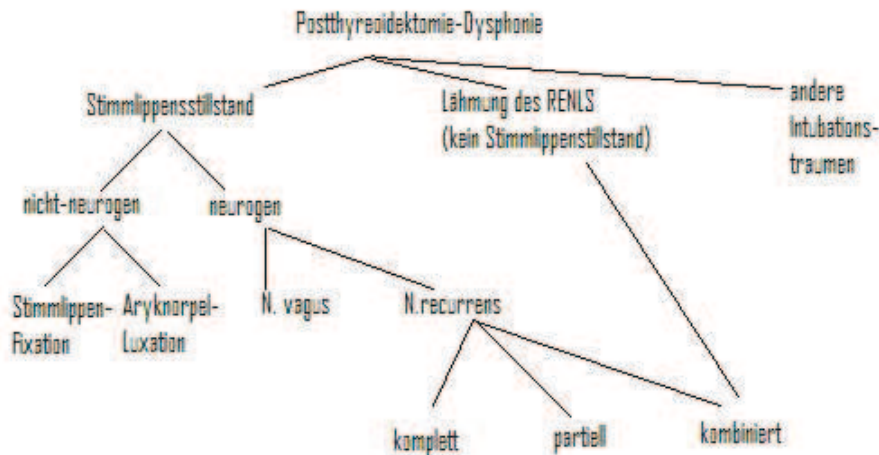 Postthyreoidektomie-Dysphonie
Stimmlippensstillstand
Lähmung des RENLS
(kein Stimmlippenstillstand)
andere
Intubations-
traumen
nicht-neurogen
neurogen
Stimmlippen-
Fixation
Aryknorpel-
Luxation
N. vagus
N.recurrens
komplett
partiell
kombiniert